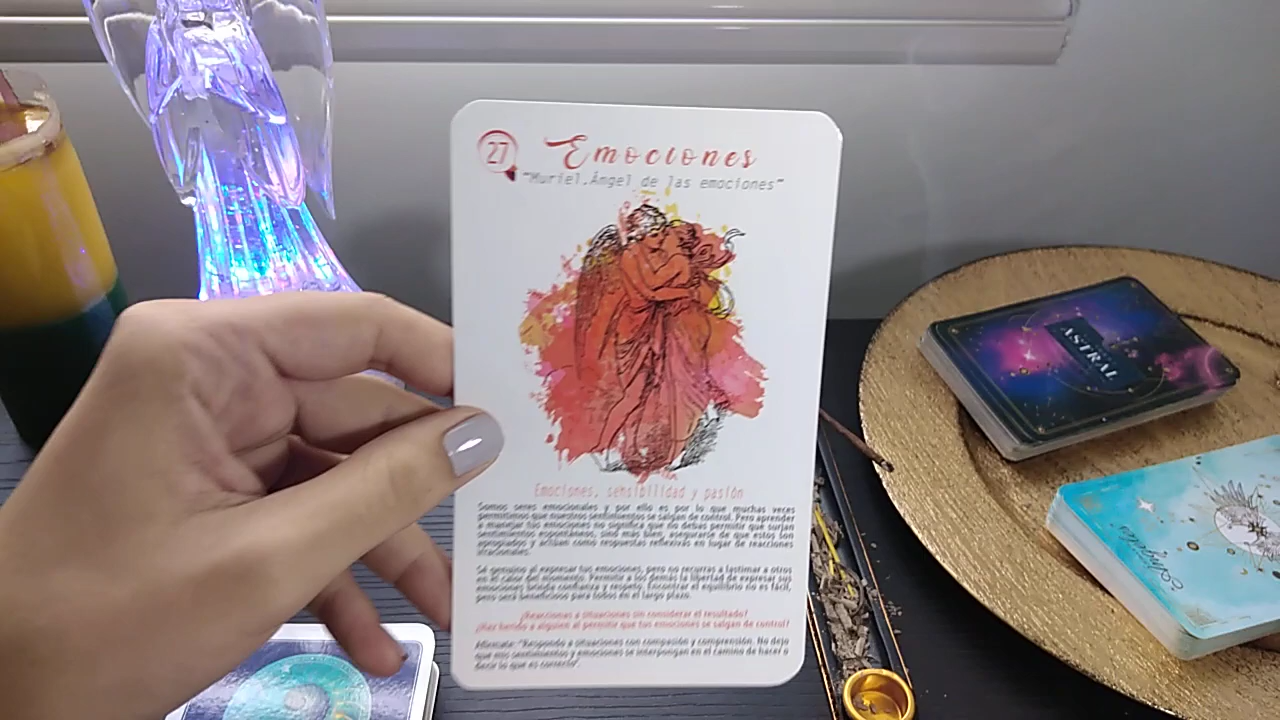 27
Emociones
"Muriel.Ángel de las emociones"
Emociones, sensibilidad y pasión
Somos seres emocionales y por ello es por lo que muchas veces
permitimos que nuestros sentimientos se salgan de control. Pero aprender
a manejar tus emociones no significa que no debas permitir que surjan
sentimientos espontáneos, sinó más bien, asegurarse de que estos son
apropiados y actúan como respuestas reflexivas en lugar de reacciones
irracionales.
Sé genuino al expresar tus emociones, pero no recurras a lastimar a otros
en el calor del momento. Permitir a los demás la libertad de expresar sus
emociones brinda confianza y respeto. Encontrar el equilibrio no es fácil,
pero será beneficioso para todos en el largo plazo.
¿Reaccionas a situaciones sin considerar el resultado?
¿Has herido a alguien al permitir que tus emociones se salgan de control?
Afírmate: "Respondo a situaciones con compasión y comprensión. No dejo
que mis sentimientos y emociones se interpongan en el camino de hacer o
decir lo que es correcto".
ASTRAL